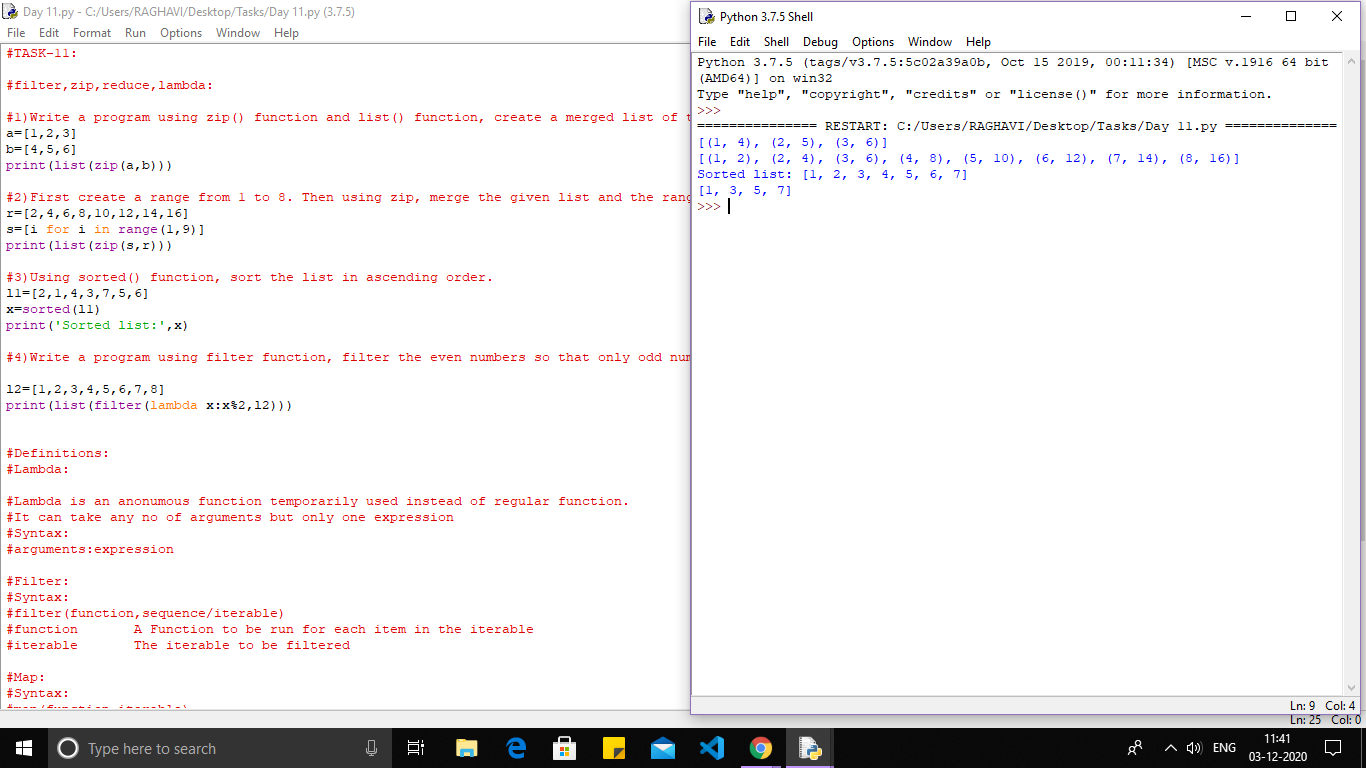 Day 11.py - C:/Users/RAGHAVI/Desktop/Tasks/Day 11.py (3.7.5)
File Edit Format Run Options Window Help
#TASK-11:
#filter,zip,reduce,lambda:
#1)Write a program using zip() function and list() function, create a merged list of
a=[1,2,3]
b=[4,5,6]
print(list(zip(a,b)))
#2)First create a range from 1 to 8. Then using zip, merge the given list and the
r=[2,4,6,8,10,12,14,16]
s=[i for i in range(1,9)]
print(list(zip(s,r)))
#3)Using sorted() function, sort the list in ascending order.
l1=[2,1,4,3,7,5,6]
x=sorted(l1)
print('Sorted list:',x)
#4)Write a program using filter function, filter the even numbers so that only odd
l2=[1,2,3,4,5,6,7,8]
print(list(filter(lambda x:x%2,l2)))
#Definitions:
#Lambda:
#Lambda is an anonumous function temporarily used instead of regular function.
#It can take any no of arguments but only one expression
#Syntax:
#arguments:expression
#Filter:
#Syntax:
#filter(function,sequence/iterable)
#function A Function to be run for each item in the iterable
#iterable The iterable to be filtered
#Map:
#Syntax:
Python 3.7.5 Shell
File Edit Shell Debug Options Window Help
Python 3.7.5 (tags/v3.7.5:5c02a39a0b, Oct 15 2019, 00:11:34) [MSC v.1916 64 bit
(AMD64)] on win32
Type "help", "copyright", "credits" or "license()" for more information.
>>>
=============== RESTART: C:/Users/RAGHAVI/Desktop/Tasks/Day 11.py ==============
[(1, 4), (2, 5), (3, 6)]
[(1, 2), (2, 4), (3, 6), (4, 8), (5, 10), (6, 12), (7, 14), (8, 16)]
Sorted list: [1, 2, 3, 4, 5, 6, 7]
[1, 3, 5, 7]
>>>
Ln: 9 Col: 4
Ln: 25 Col: 0
Type here to search
ENG
11:41
03-12-2020